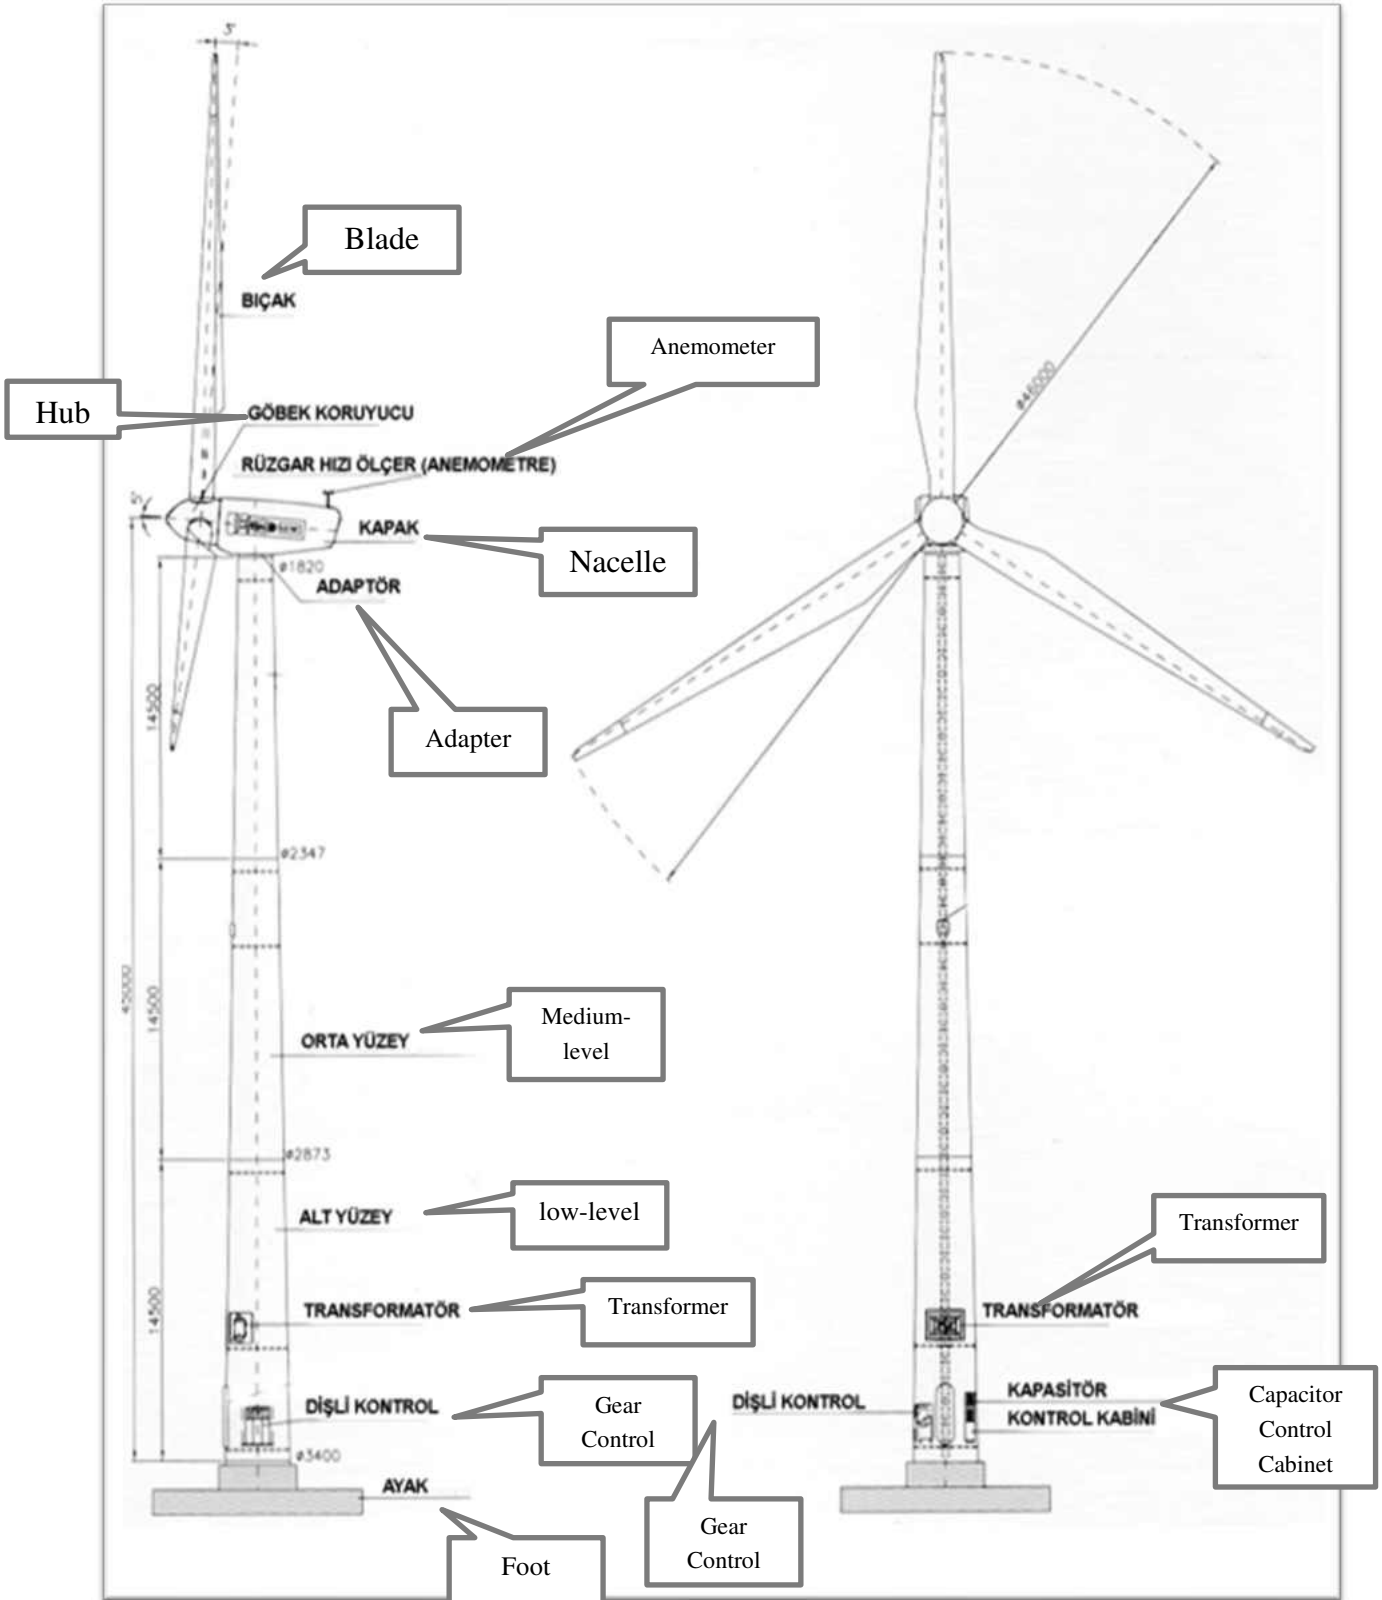 5°
Blade
BIÇAK
Anemometer
ø46000
Hub
GÖBEK KORUYUCU
RÜZGAR HIZI ÖLÇER (ANEMOMETRE)
5°
KAPAK
Nacelle
ø1820
ADAPTÖR
14500
Adapter
ø2347
45000
14500
Medium-
level
ORTA YÜZEY
ø2873
low-level
ALT YÜZEY
Transformer
14500
TRANSFORMATÖR
Transformer
TRANSFORMATÖR
DİŞLİ KONTROL
Gear
Control
DİŞLİ KONTROL
KAPASİTÖR
KONTROL KABİNİ
Capacitor
Control
Cabinet
ø3400
AYAK
Gear
Control
Foot